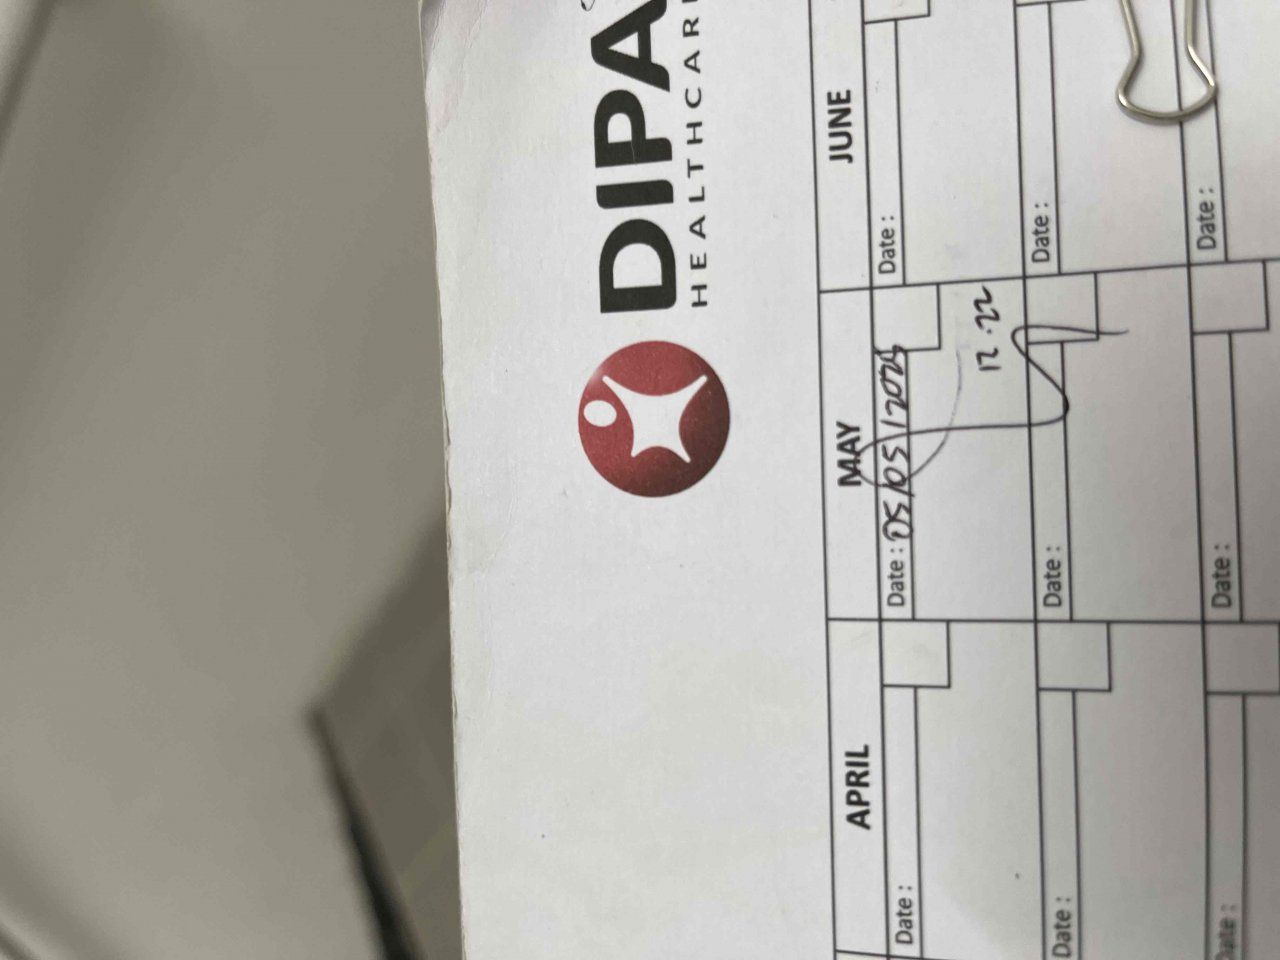 DIPA
HEALTHCAR
APRIL MAY JUNE
Date : Date : 05/05/2025 Date :
12.22
Date : Date : Date :
Date : Date : Date :